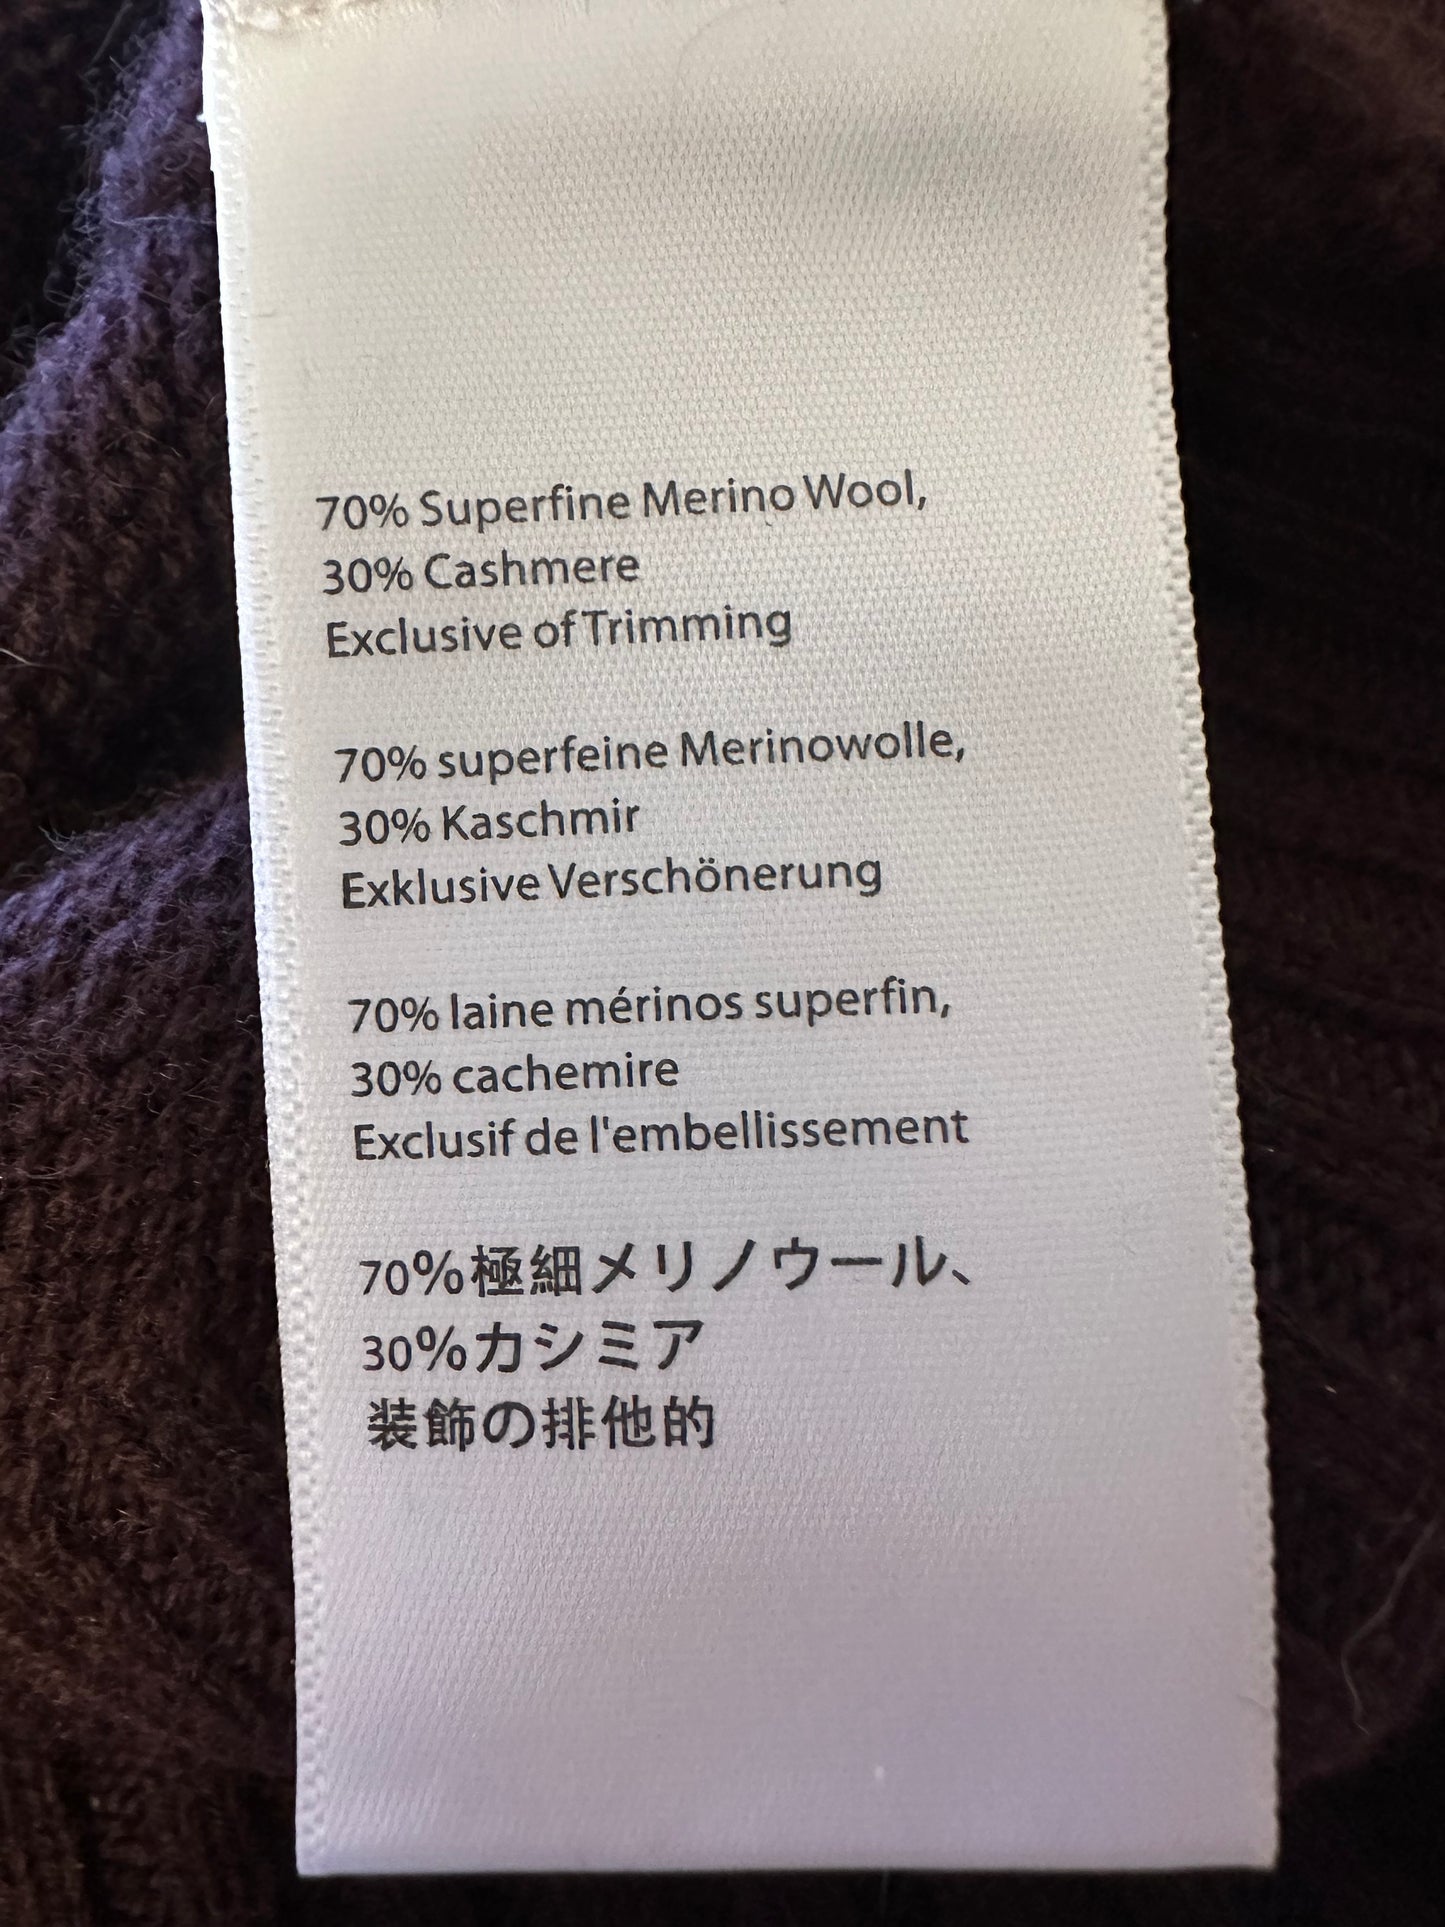 70% Superfine Merino Wool,
30% Cashmere
Exclusive of Trimming
70% superfeine Merinowolle,
30% Kaschmir
Exklusive Verschönerung
70% laine mérinos superfin,
30% cachemire
Exclusif de l'embellissement
70%極細メリノウール、
30%カシミア
装飾の排他的